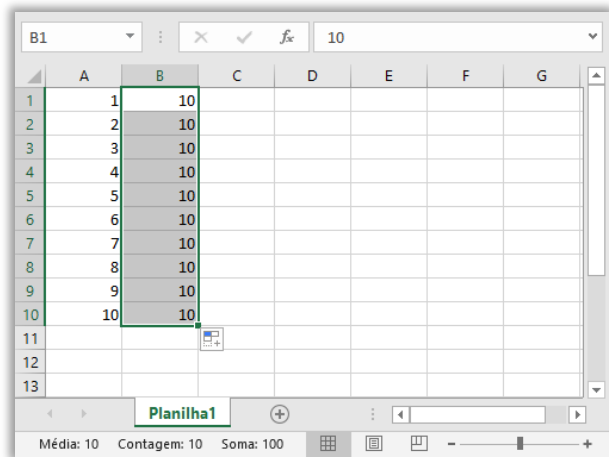 B1 fx 10
A B C D E F G
1 1 10
2 2 10
3 3 10
4 4 10
5 5 10
6 6 10
7 7 10
8 8 10
9 9 10
10 10 10
11
12
13
Planilha1
Média: 10 Contagem: 10 Soma: 100